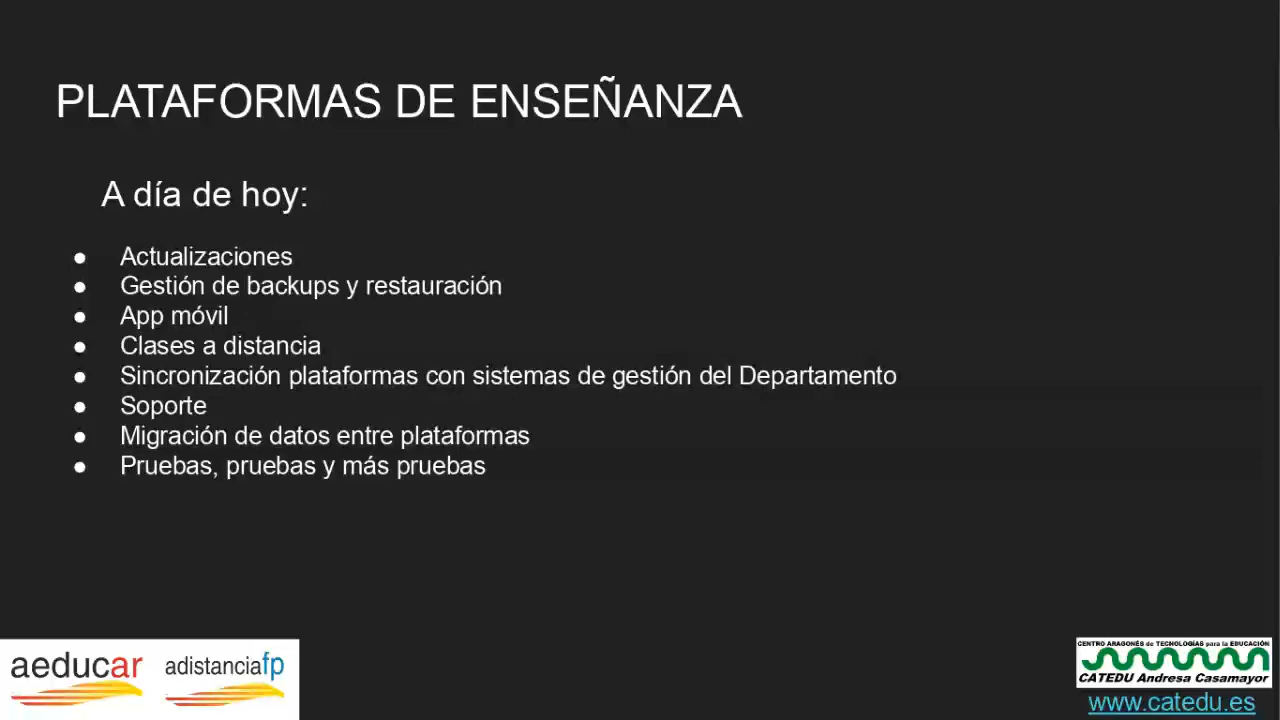 PLATAFORMAS DE ENSEÑANZA
A día de hoy:
● Actualizaciones
● Gestión de backups y restauración
● App móvil
● Clases a distancia
● Sincronización plataformas con sistemas de gestión del Departamento
● Soporte
● Migración de datos entre plataformas
● Pruebas, pruebas y más pruebas
aeducar adistanciafp
CENTRO ARAGONÉS de TECNOLOGÍAS para la EDUCACIÓN
CATEDU Andresa Casamayor
www.catedu.es